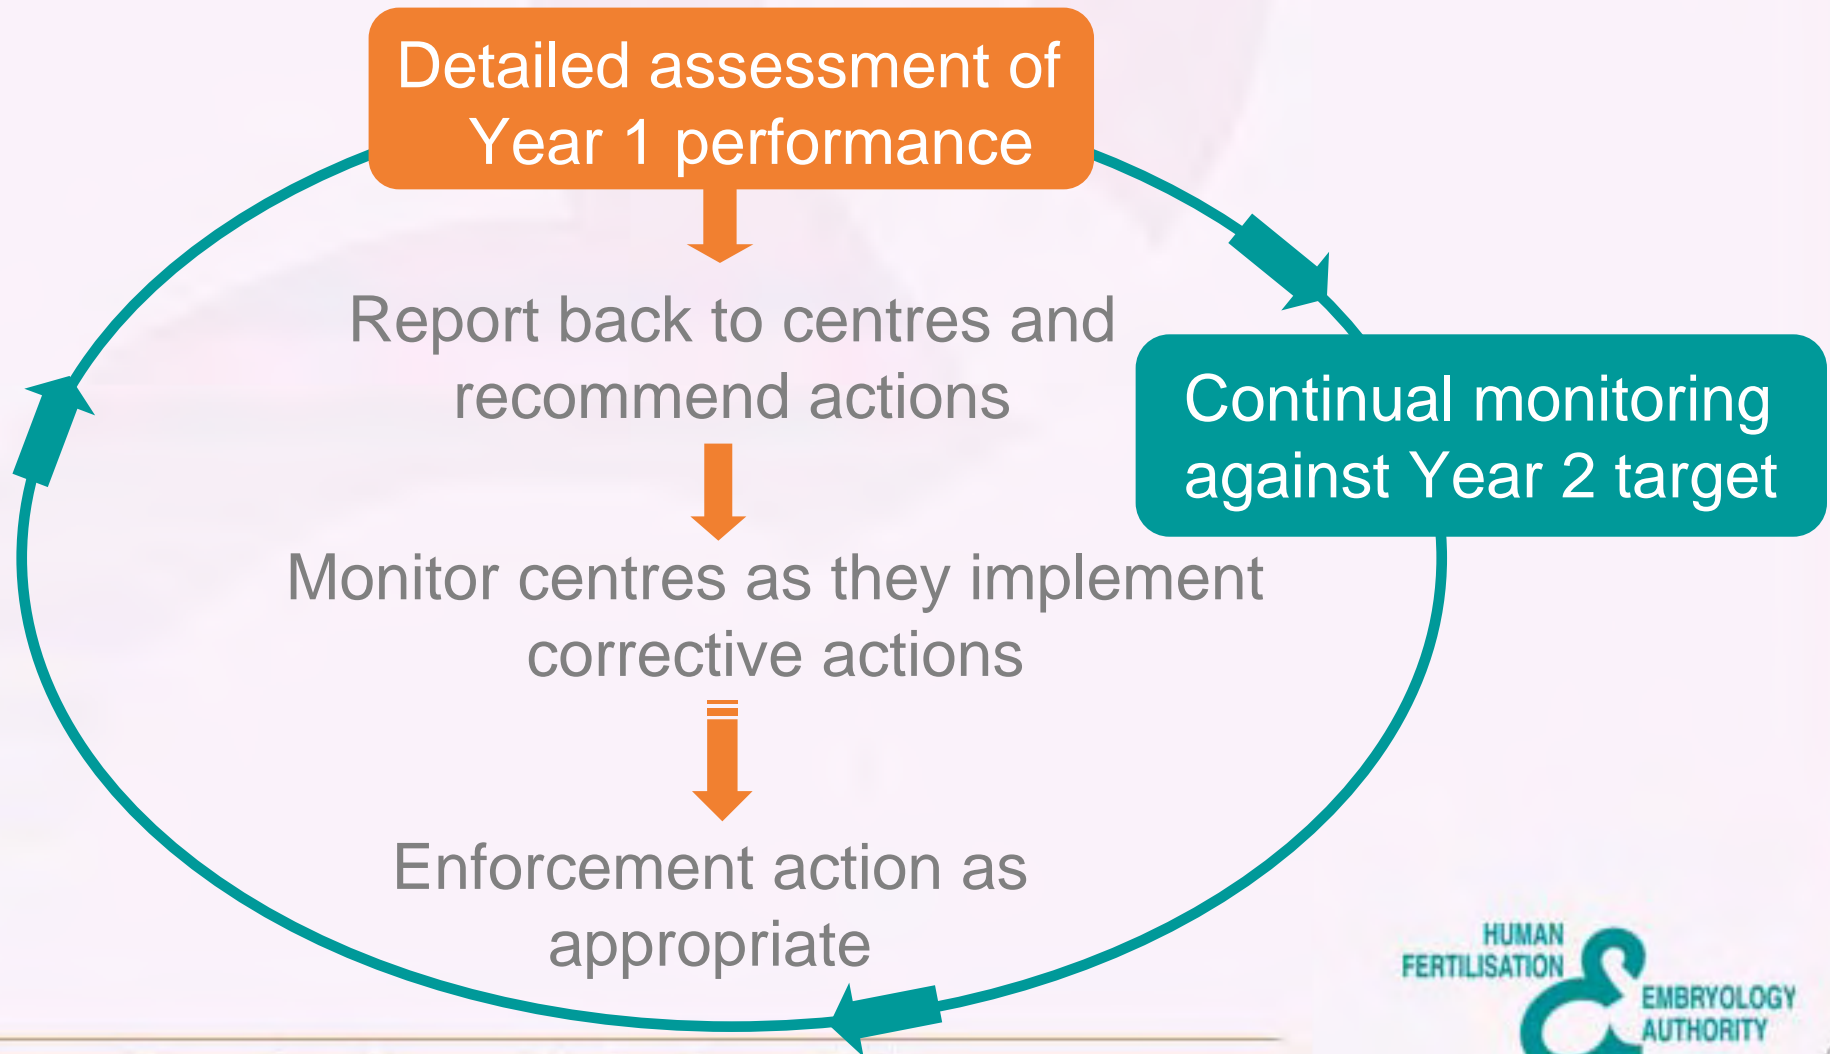 Detailed assessment of
Year 1 performance
Report back to centres and
recommend actions
Continual monitoring
against Year 2 target
Monitor centres as they implement
corrective actions
Enforcement action as
appropriate
HUMAN
FERTILISATION
EMBRYOLOGY
AUTHORITY